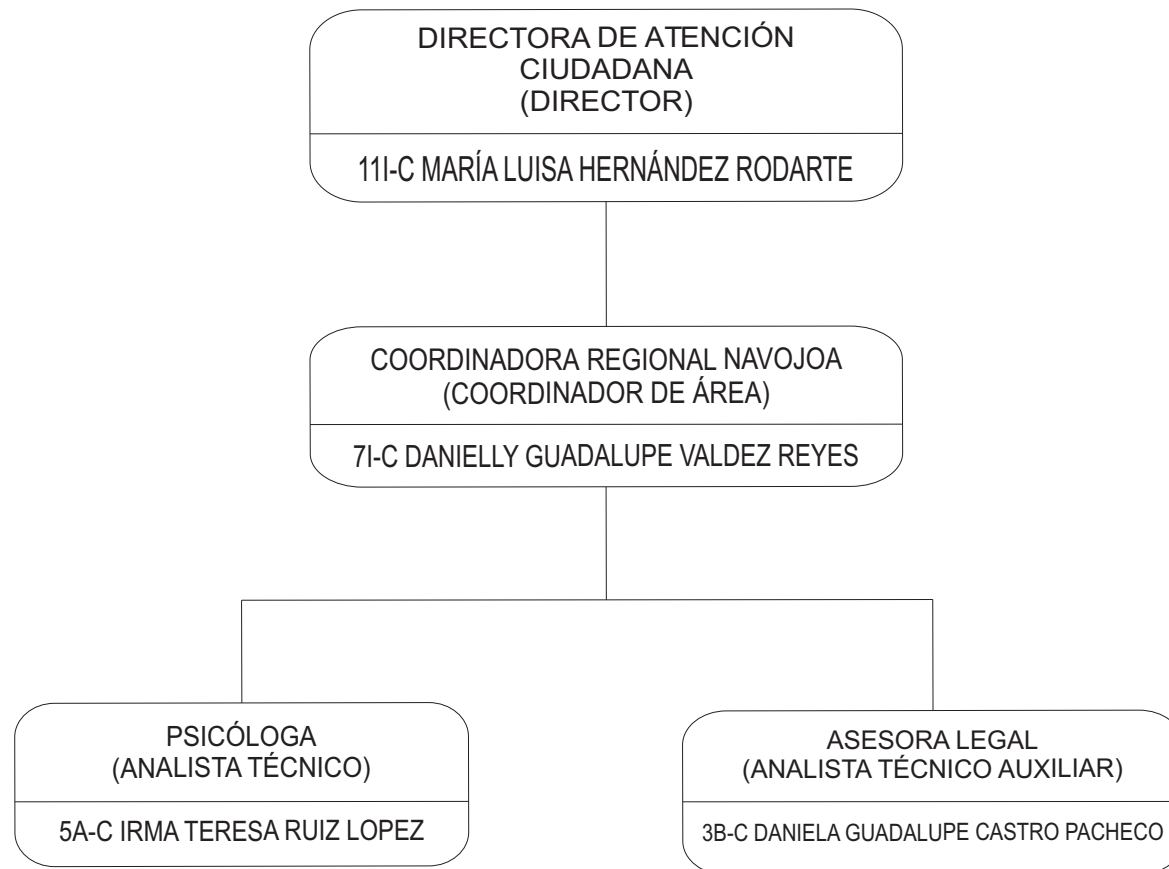 DIRECTORA DE ATENCIÓN
CIUDADANA
(DIRECTOR)
11I-C MARÍA LUISA HERNÁNDEZ RODARTE
COORDINADORA REGIONAL NAVOJOA
(COORDINADOR DE ÁREA)
7I-C DANIELLY GUADALUPE VALDEZ REYES
PSICÓLOGA
(ANALISTA TÉCNICO)
5A-C IRMA TERESA RUIZ LOPEZ
ASESORA LEGAL
(ANALISTA TÉCNICO AUXILIAR)
3B-C DANIELA GUADALUPE CASTRO PACHECO